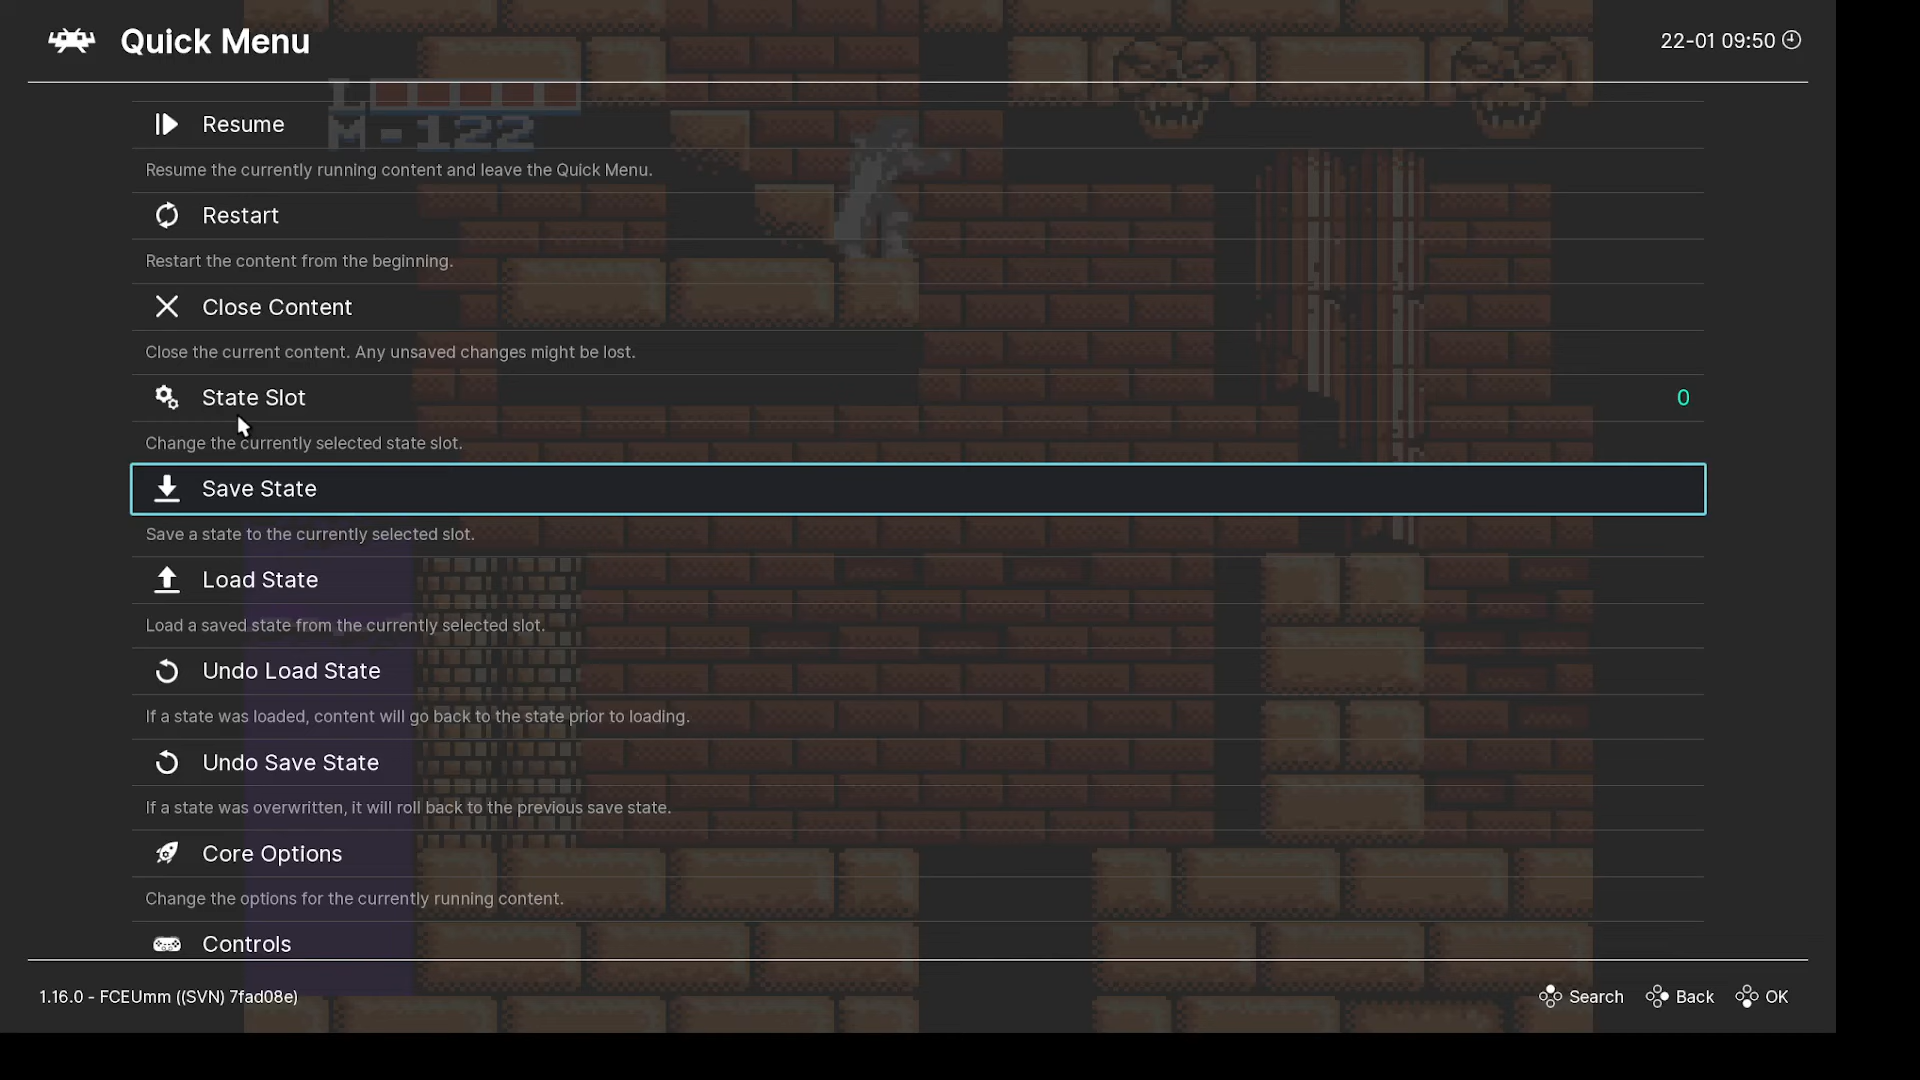 Quick Menu
22-01 09:50
L
M-122
Resume
Resume the currently running content and leave the Quick Menu.
Restart
Restart the content from the beginning.
Close Content
Close the current content. Any unsaved changes might be lost.
State Slot
0
Change the currently selected state slot.
Save State
Save a state to the currently selected slot.
Load State
Load a saved state from the currently selected slot.
Undo Load State
If a state was loaded, content will go back to the state prior to loading.
Undo Save State
If a state was overwritten, it will roll back to the previous save state.
Core Options
Change the options for the currently running content.
Controls
1.16.0 - FCEUmm ((SVN) 7fad08e)
Search Back OK